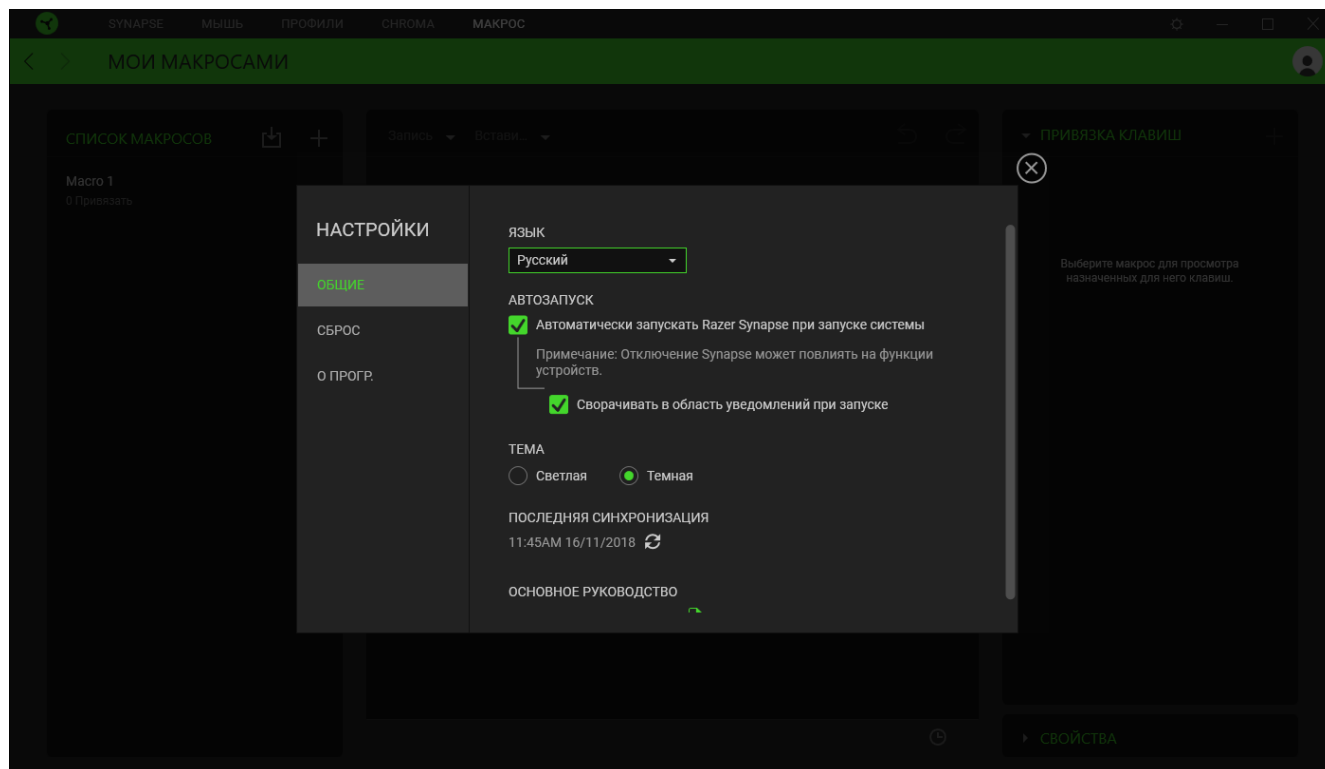 SYNAPSE МЫШЬ ПРОФИЛИ CHROMA МАКРОС
МОИ МАКРОСАМИ
СПИСОК МАКРОСОВ
Macro 1
0 Привязать
Запись Встави...
ПРИВЯЗКА КЛАВИШ
Выберите макрос для просмотра
назначенных для него клавиш.
СВОЙСТВА
НАСТРОЙКИ
ОБЩИЕ
СБРОС
О ПРОГР.
ЯЗЫК
Русский
АВТОЗАПУСК
Автоматически запускать Razer Synapse при запуске системы
Примечание: Отключение Synapse может повлиять на функции
устройств.
Сворачивать в область уведомлений при запуске
ТЕМА
Светлая Темная
ПОСЛЕДНЯЯ СИНХРОНИЗАЦИЯ
11:45AM 16/11/2018
ОСНОВНОЕ РУКОВОДСТВО